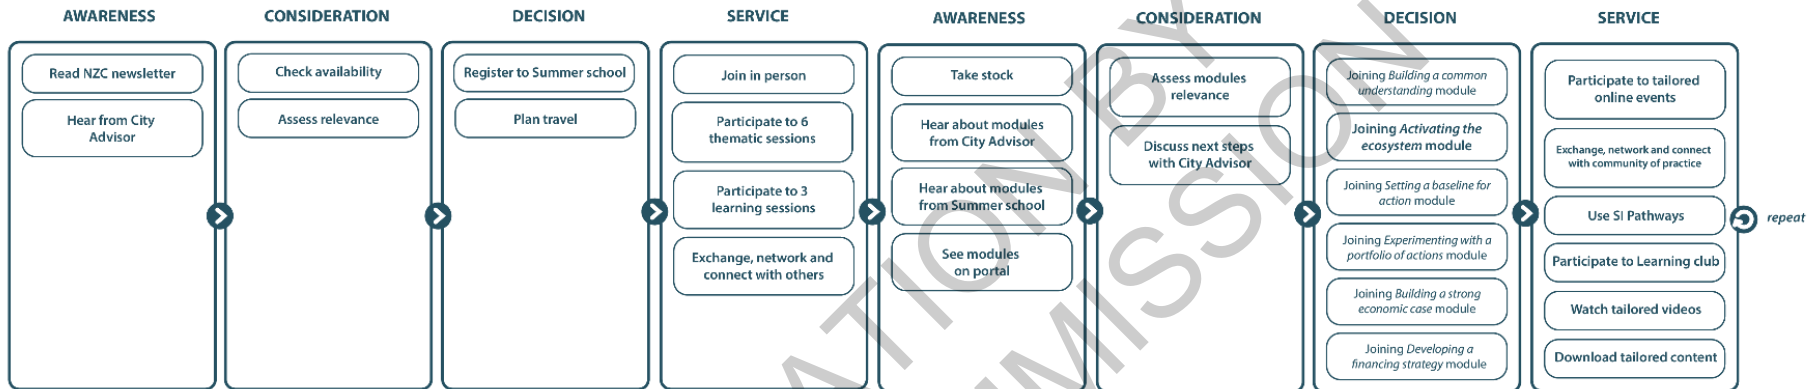 AWARENESS
Read NZC newsletter
Hear from City
Advisor
CONSIDERATION
Check availability
Assess relevance
DECISION
Register to Summer school
Plan travel
SERVICE
Join in person
Participate to 6
thematic sessions
Participate to 3
learning sessions
Exchange, network and
connect with others
AWARENESS
Take stock
Hear about modules
from City Advisor
Hear about modules
from Summer school
See modules
on portal
CONSIDERATION
Assess modules
relevance
Discuss next steps
with City Advisor
DECISION
Joining Building a common
understanding module
Joining Activating the
ecosystem module
Joining Setting a baseline for
action module
Joining Experimenting with a
portfolio of actions module
Joining Building a strong
economic case module
Joining Developing a
financing strategy module
SERVICE
Participate to tailored
online events
Exchange, network and connect
with community of practice
Use SI Pathways
Participate to Learning club
Watch tailored videos
Download tailored content
repeat
ATION BY
MISSION